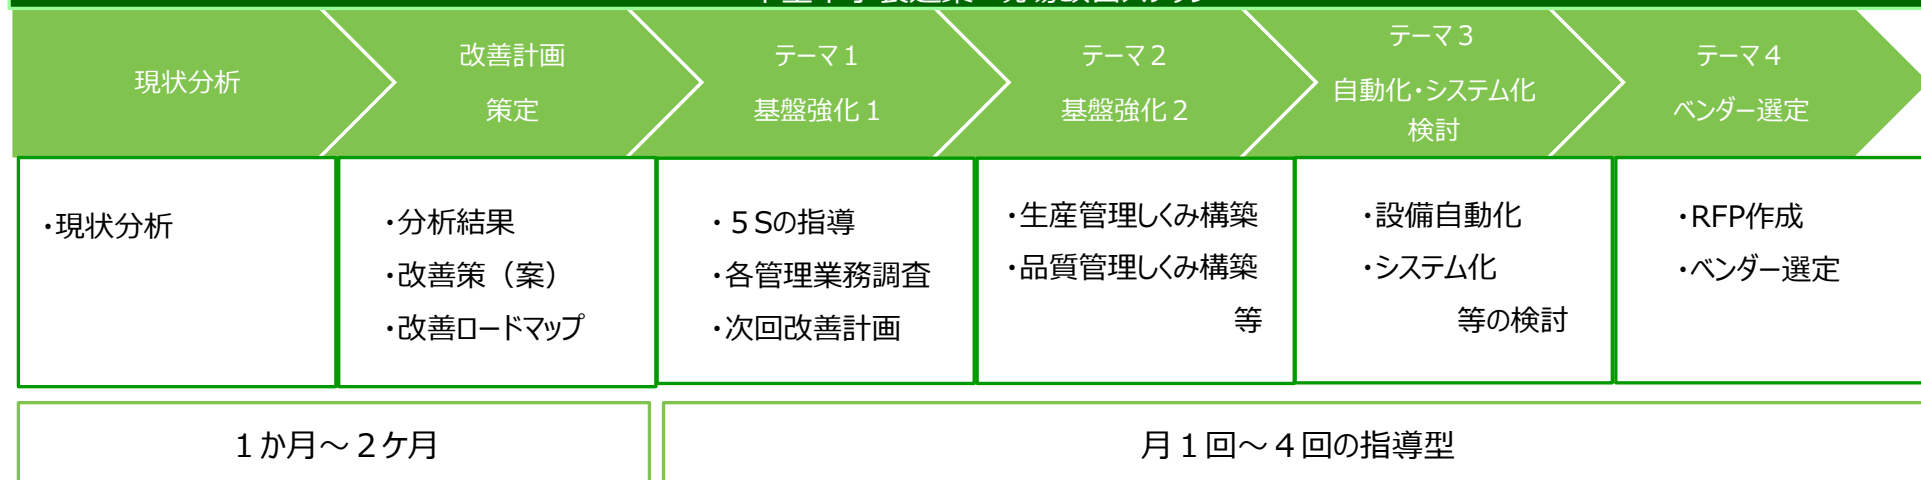 現状分析
改善計画
策定
テーマ１
基盤強化１
テーマ２
基盤強化２
テーマ３
自動化・システム化
検討
テーマ４
ベンダー選定
・現状分析
・分析結果
・改善策（案）
・改善ロードマップ
・５Sの指導
・各管理業務調査
・次回改善計画
・生産管理しくみ構築
・品質管理しくみ構築
等
・設備自動化
・システム化
等の検討
・RFP作成
・ベンダー選定
１か月～２ケ月
月１回～４回の指導型